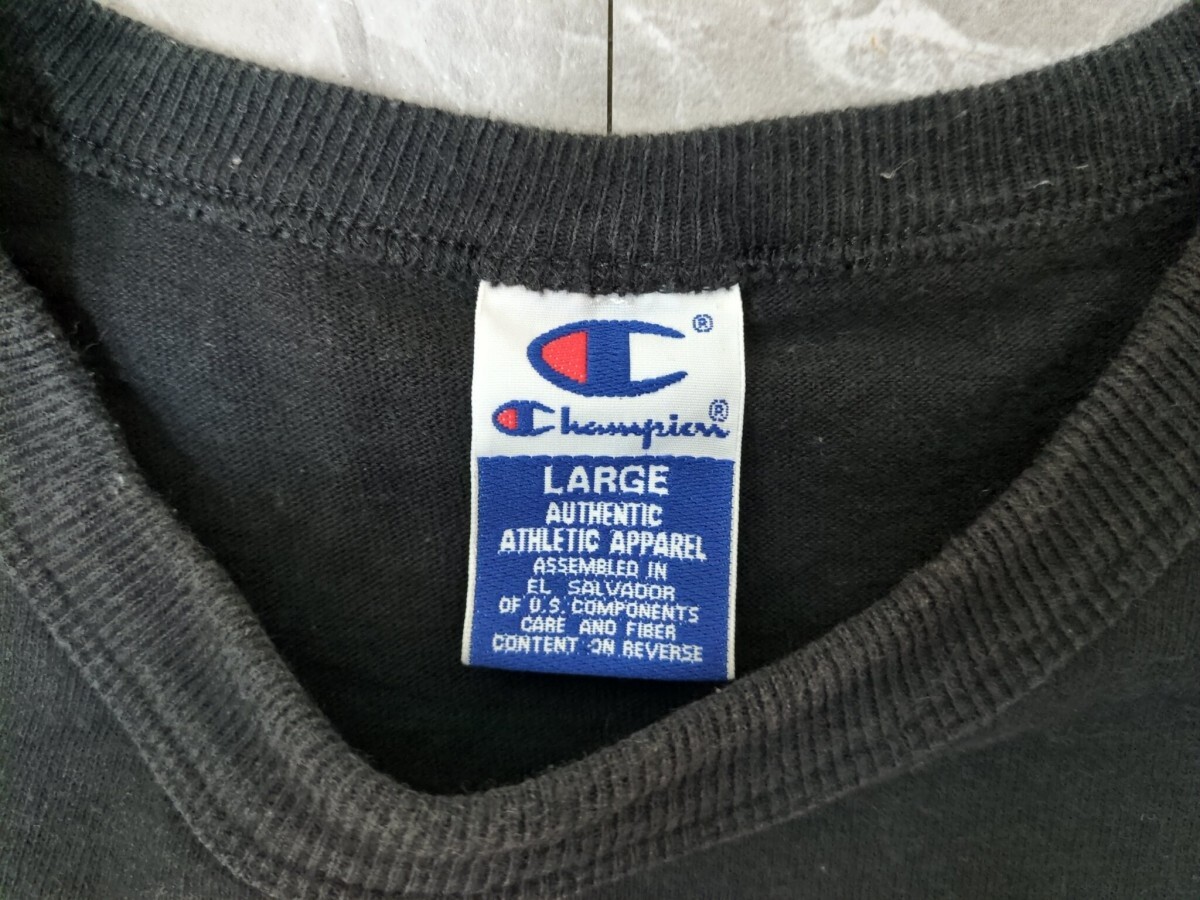 ®
Champion®
LARGE
AUTHENTIC
ATHLETIC APPAREL
ASSEMBLED IN
EL SALVADOR
OF U.S. COMPONENTS
CARE AND FIBER
CONTENT ON REVERSE